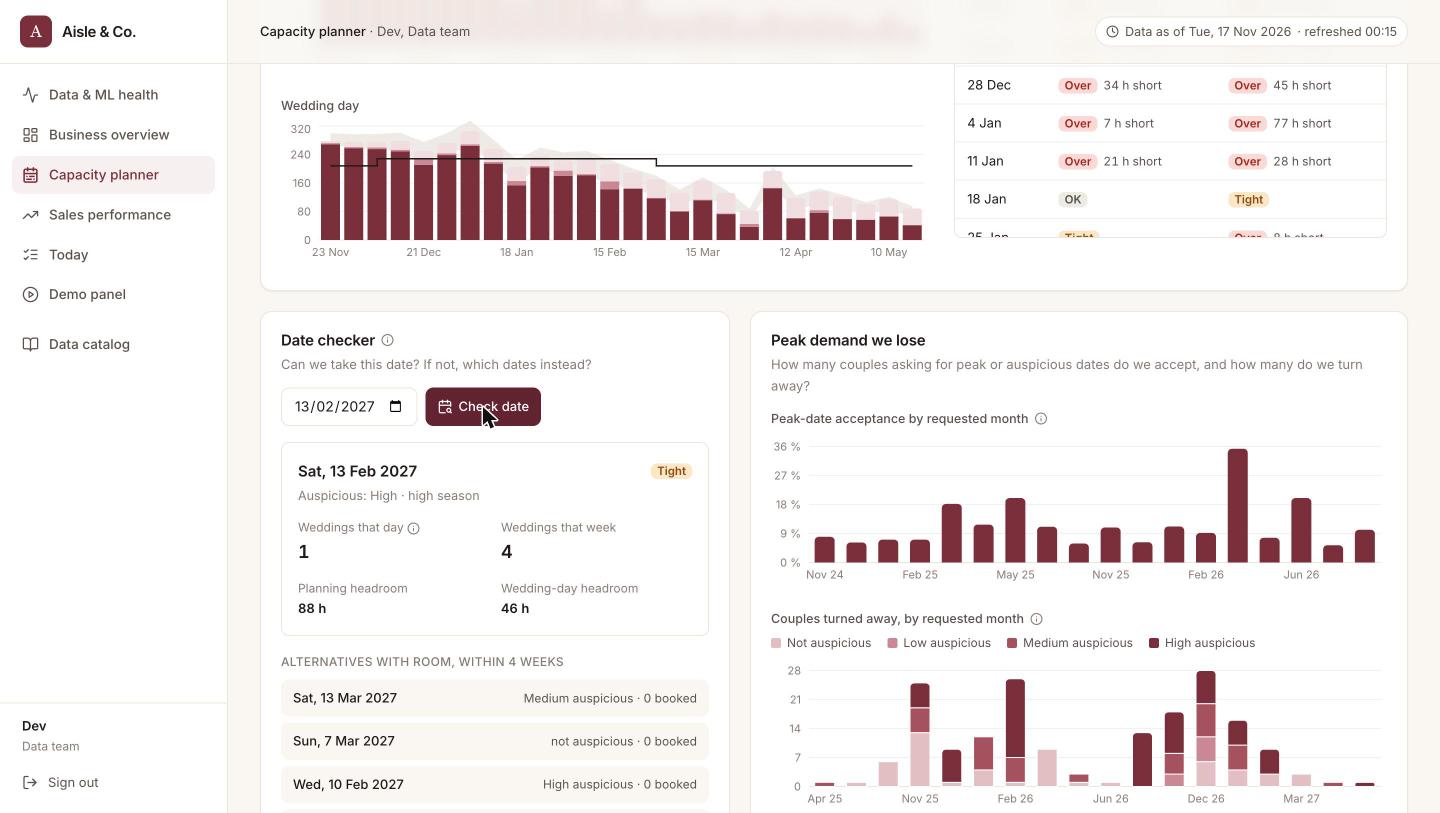 A
Aisle & Co.
Capacity planner · Dev, Data team
Data as of Tue, 17 Nov 2026 · refreshed 00:15
Data & ML health
Business overview
Capacity planner
Sales performance
Today
Demo panel
Data catalog
Dev
Data team
Sign out
Wedding day
320
240
160
80
0
23 Nov
21 Dec
18 Jan
15 Feb
15 Mar
12 Apr
10 May
28 Dec Over 34 h short Over 45 h short
4 Jan Over 7 h short Over 77 h short
11 Jan Over 21 h short Over 28 h short
18 Jan OK Tight
25 Jan Tight Over 8 h short
Date checker
Can we take this date? If not, which dates instead?
13/02/2027
Check date
Sat, 13 Feb 2027
Tight
Auspicious: High · high season
Weddings that day
1
Weddings that week
4
Planning headroom
88 h
Wedding-day headroom
46 h
ALTERNATIVES WITH ROOM, WITHIN 4 WEEKS
Sat, 13 Mar 2027 Medium auspicious · 0 booked
Sun, 7 Mar 2027 not auspicious · 0 booked
Wed, 10 Feb 2027 High auspicious · 0 booked
Peak demand we lose
How many couples asking for peak or auspicious dates do we accept, and how many do we turn
away?
Peak-date acceptance by requested month
36 %
27 %
18 %
9 %
0 %
Nov 24
Feb 25
May 25
Nov 25
Feb 26
Jun 26
Couples turned away, by requested month
Not auspicious
Low auspicious
Medium auspicious
High auspicious
28
21
14
7
0
Apr 25
Nov 25
Feb 26
Jun 26
Dec 26
Mar 27